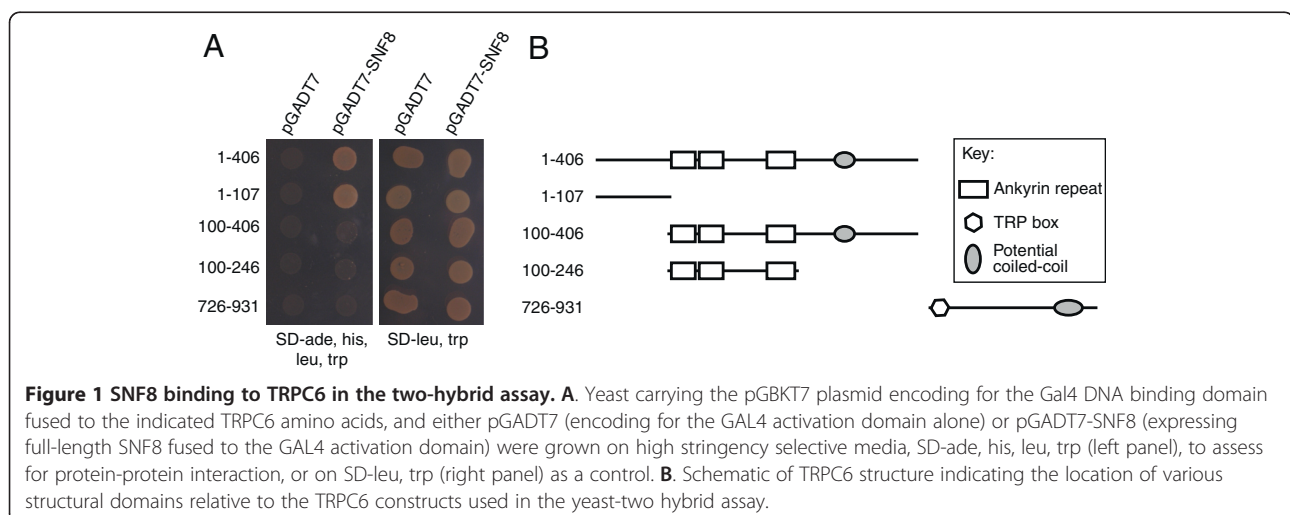 A
B
pGADT7
pGADT7-SNF8
pGADT7
pGADT7-SNF8
1-406
1-107
100-406
100-246
726-931
SD-ade, his,
leu, trp
SD-leu, trp
1-406
1-107
100-406
100-246
726-931
Key:
Ankyrin repeat
TRP box
Potential
coiled-coil
Figure 1 SNF8 binding to TRPC6 in the two-hybrid assay. A. Yeast carrying the pGBKT7 plasmid encoding for the Gal4 DNA binding domain
fused to the indicated TRPC6 amino acids, and either pGADT7 (encoding for the GAL4 activation domain alone) or pGADT7-SNF8 (expressing
full-length SNF8 fused to the GAL4 activation domain) were grown on high stringency selective media, SD-ade, his, leu, trp (left panel), to assess
for protein-protein interaction, or on SD-leu, trp (right panel) as a control. B. Schematic of TRPC6 structure indicating the location of various
structural domains relative to the TRPC6 constructs used in the yeast-two hybrid assay.